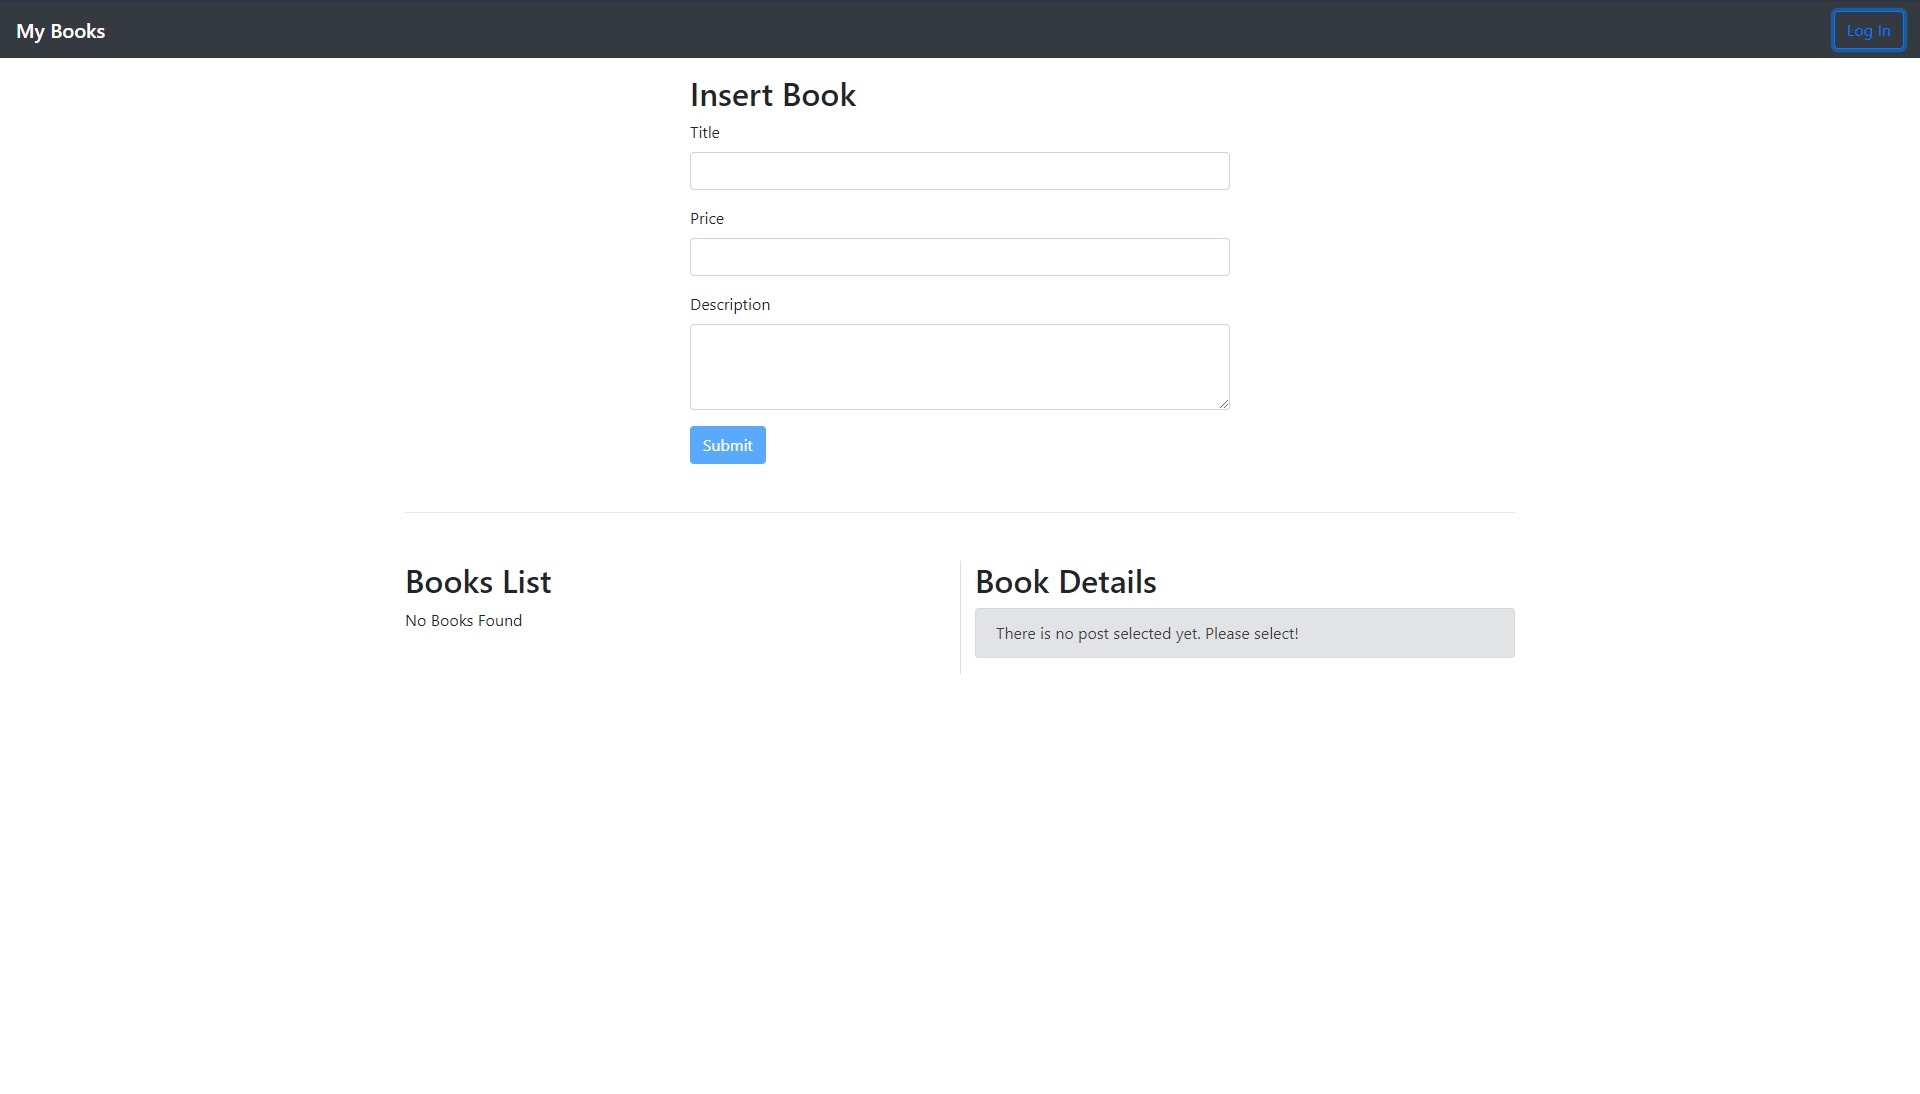 My Books
Log In
Insert Book
Title
Price
Description
Submit
Books List
No Books Found
Book Details
There is no post selected yet. Please select!